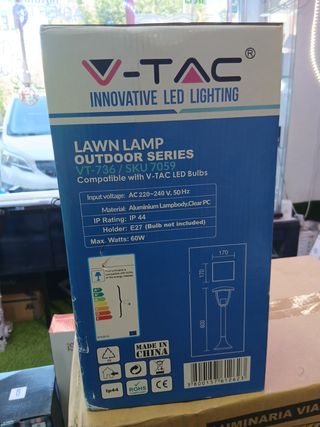 V-TAC®
INNOVATIVE LED LIGHTING
LAWN LAMP
OUTDOOR SERIES
VT-736 / SKU 7059
Compatible with V-TAC LED Bulbs
Input voltage: AC 220-240 V, 50 Hz
Material: Aluminium Lampbody,Clear PC
IP Rating: IP 44
Holder: E27 (Bulb not included)
Max. Watts: 60W
170
170
600
MADE IN
CHINA
ip44
ROHS
CE
LUMINARIA VIA